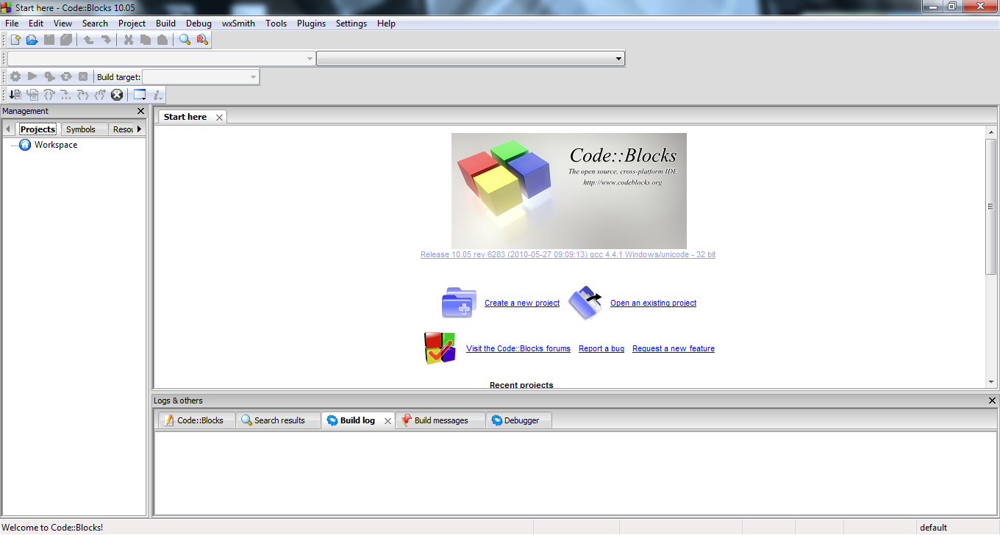 Start here - Code::Blocks 10.05
File Edit View Search Project Build Debug wxSmith Tools Plugins Settings Help
Build target:
Management
Projects Symbols Resou
Workspace
Start here
Code::Blocks
The open source, cross-platform IDE
http://www.codeblocks.org
Release 10.05 rev 6283 (2010-05-27 09:09:13) gcc 4.4.1 Windows/unicode - 32 bit
Create a new project Open an existing project
Visit the Code::Blocks forums Report a bug Request a new feature
Recent projects
Logs & others
Code::Blocks Search results Build log Build messages Debugger
Welcome to Code::Blocks! default